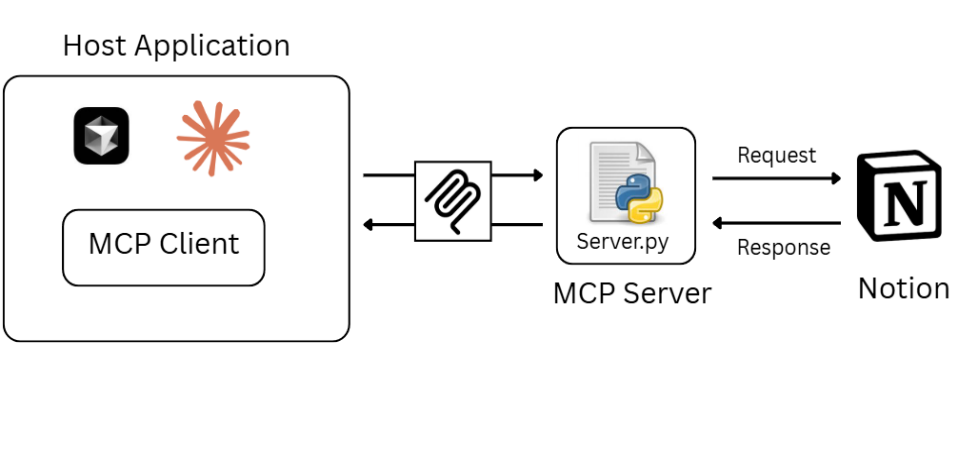 Host Application
MCP Client
Server.py
MCP Server
Request
Response
N
Notion